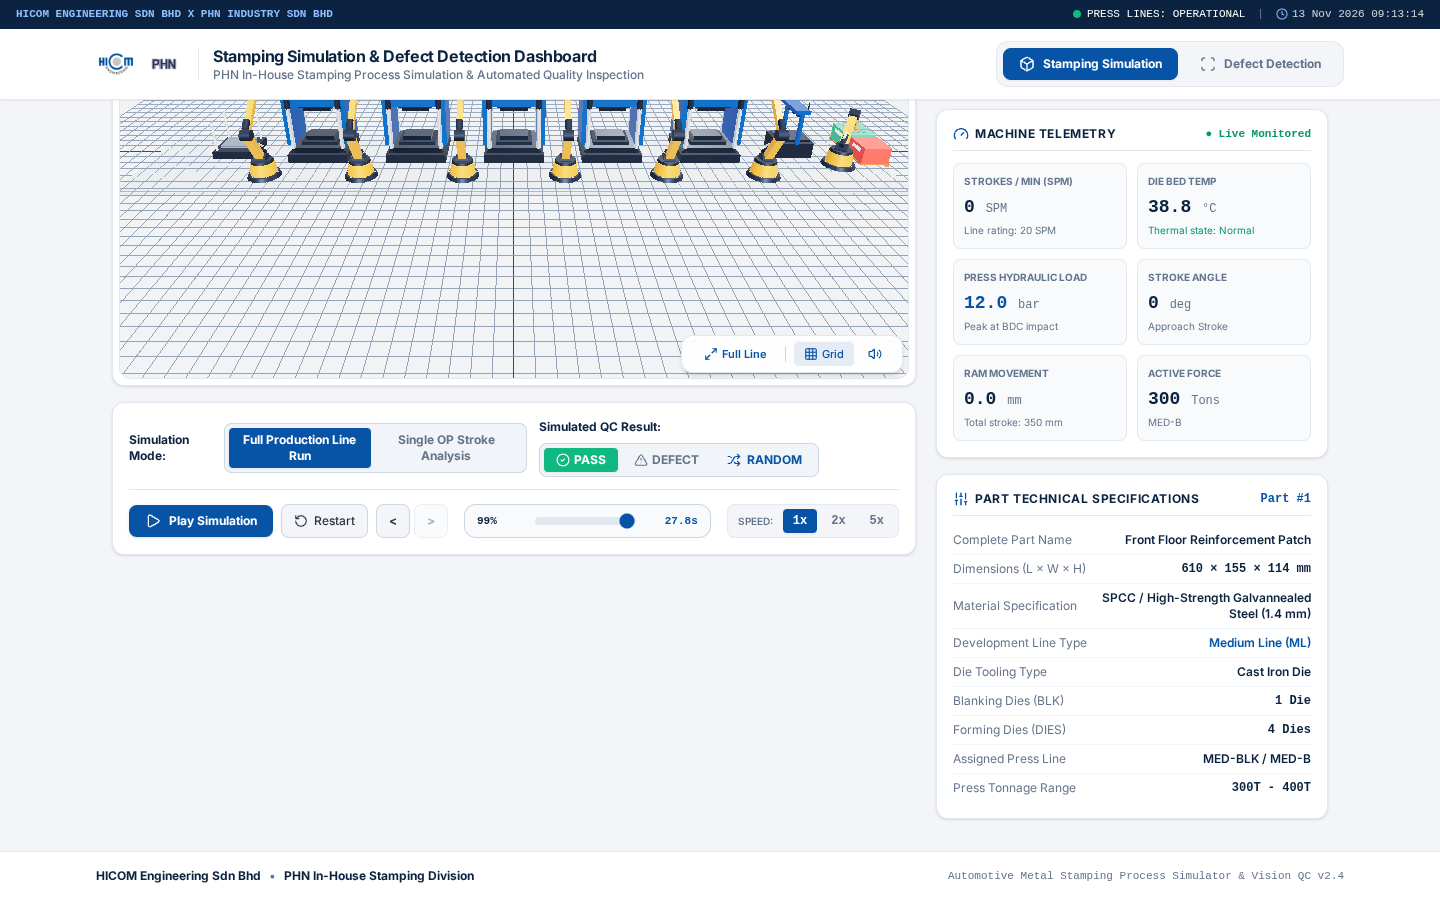 HICOM ENGINEERING SDN BHD X PHN INDUSTRY SDN BHD
PRESS LINES: OPERATIONAL | 13 Nov 2026 09:13:14
HICOM
PHN
Stamping Simulation & Defect Detection Dashboard
PHN In-House Stamping Process Simulation & Automated Quality Inspection
Stamping Simulation
Defect Detection
Full Line
Grid
Simulation Mode:
Full Production Line Run
Single OP Stroke Analysis
Simulated QC Result:
PASS
DEFECT
RANDOM
Play Simulation
Restart
<
>
99%
27.8s
SPEED:
1x
2x
5x
MACHINE TELEMETRY
● Live Monitored
STROKES / MIN (SPM)
0 SPM
Line rating: 20 SPM
DIE BED TEMP
38.8 °C
Thermal state: Normal
PRESS HYDRAULIC LOAD
12.0 bar
Peak at BDC impact
STROKE ANGLE
0 deg
Approach Stroke
RAM MOVEMENT
0.0 mm
Total stroke: 350 mm
ACTIVE FORCE
300 Tons
MED-B
PART TECHNICAL SPECIFICATIONS
Part #1
Complete Part Name
Front Floor Reinforcement Patch
Dimensions (L × W × H)
610 × 155 × 114 mm
Material Specification
SPCC / High-Strength Galvannealed
Steel (1.4 mm)
Development Line Type
Medium Line (ML)
Die Tooling Type
Cast Iron Die
Blanking Dies (BLK)
1 Die
Forming Dies (DIES)
4 Dies
Assigned Press Line
MED-BLK / MED-B
Press Tonnage Range
300T - 400T
HICOM Engineering Sdn Bhd • PHN In-House Stamping Division
Automotive Metal Stamping Process Simulator & Vision QC v2.4